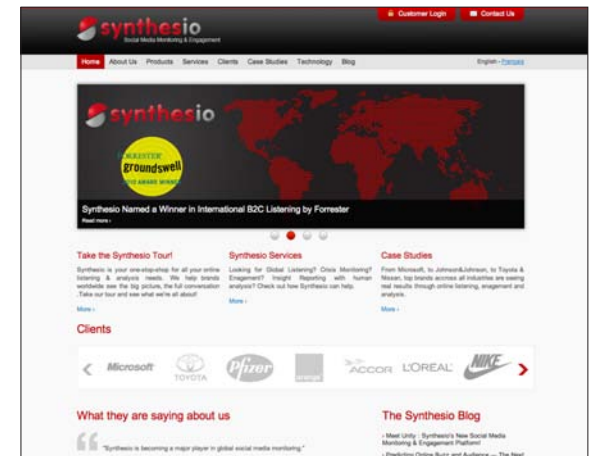 Customer Login
Contact Us
synthesio
Social Media Monitoring & Engagement
Home About Us Products Services Clients Case Studies Technology Blog
English - Français
synthesio
FORRESTER
groundswell
2010 AWARD WINNER
Synthesio Named a Winner in International B2C Listening by Forrester
Read more ›
Take the Synthesio Tour!
Synthesio is your one-stop-shop for all your online
listening & analysis needs. We help brands
worldwide see the big picture, the full conversation
.Take our tour and see what we're all about!
More ›
Synthesio Services
Looking for Global Listening? Crisis Monitoring?
Engagement? Insight Reporting with human
analysis? Check out how Synthesio can help.
More ›
Case Studies
From Microsoft, to Johnson&Johnson, to Toyota &
Nissan, top brands accross all industries are seeing
real results through online listening, enagement and
analysis.
More ›
Clients
Microsoft TOYOTA Pfizer orange ACCOR L'ORÉAL NIKE
What they are saying about us
"Synthesio is becoming a major player in global social media monitoring."
The Synthesio Blog
- Meet Unity : Synthesio's New Social Media
Monitoring & Engagement Platform!
- Predicting Online Buzz and Audience — The Next